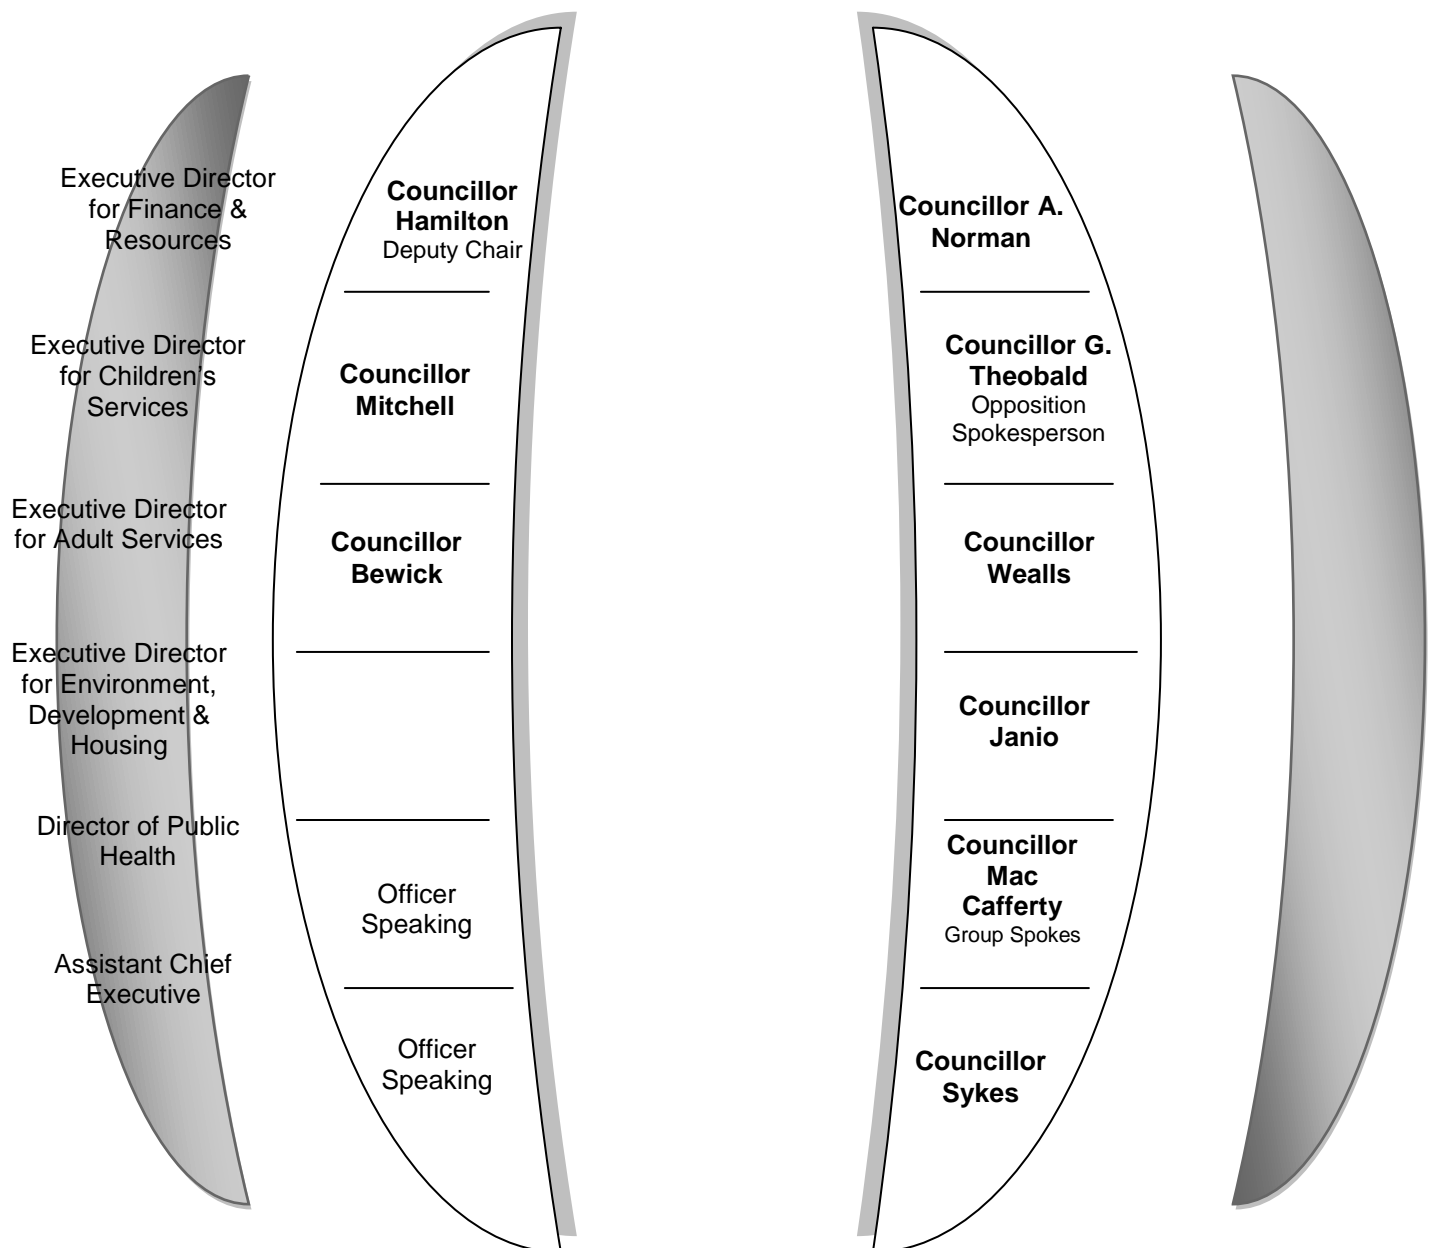 Executive Director
for Finance &
Resources
Executive Director
for Children's
Services
Executive Director
for Adult Services
Executive Director
for Environment,
Development &
Housing
Director of Public
Health
Assistant Chief
Executive
Councillor
Hamilton
Deputy Chair
Councillor
Mitchell
Councillor
Bewick
Officer
Speaking
Officer
Speaking
Councillor A.
Norman
Councillor G.
Theobald
Opposition
Spokesperson
Councillor
Wealls
Councillor
Janio
Councillor
Mac
Cafferty
Group Spokes
Councillor
Sykes